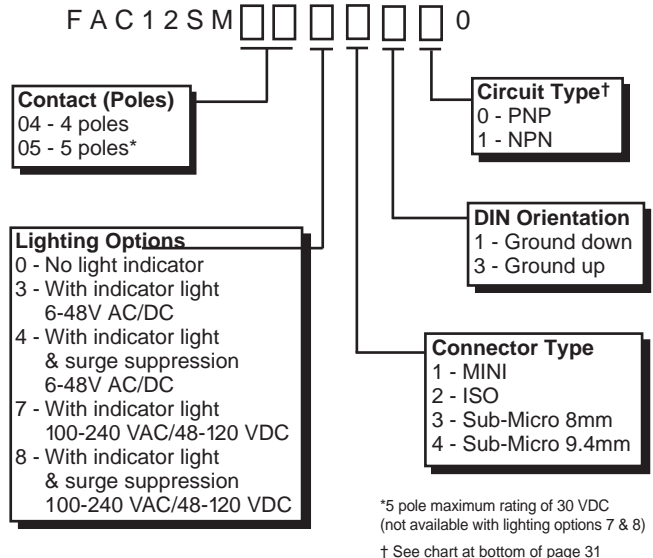 FAC12SM 0
Contact (Poles)
04 - 4 poles
05 - 5 poles*
Circuit Type†
0 - PNP
1 - NPN
DIN Orientation
1 - Ground down
3 - Ground up
Lighting Options
0 - No light indicator
3 - With indicator light
6-48V AC/DC
4 - With indicator light
& surge suppression
6-48V AC/DC
7 - With indicator light
100-240 VAC/48-120 VDC
8 - With indicator light
& surge suppression
100-240 VAC/48-120 VDC
Connector Type
1 - MINI
2 - ISO
3 - Sub-Micro 8mm
4 - Sub-Micro 9.4mm
*5 pole maximum rating of 30 VDC
(not available with lighting options 7 & 8)
† See chart at bottom of page 31